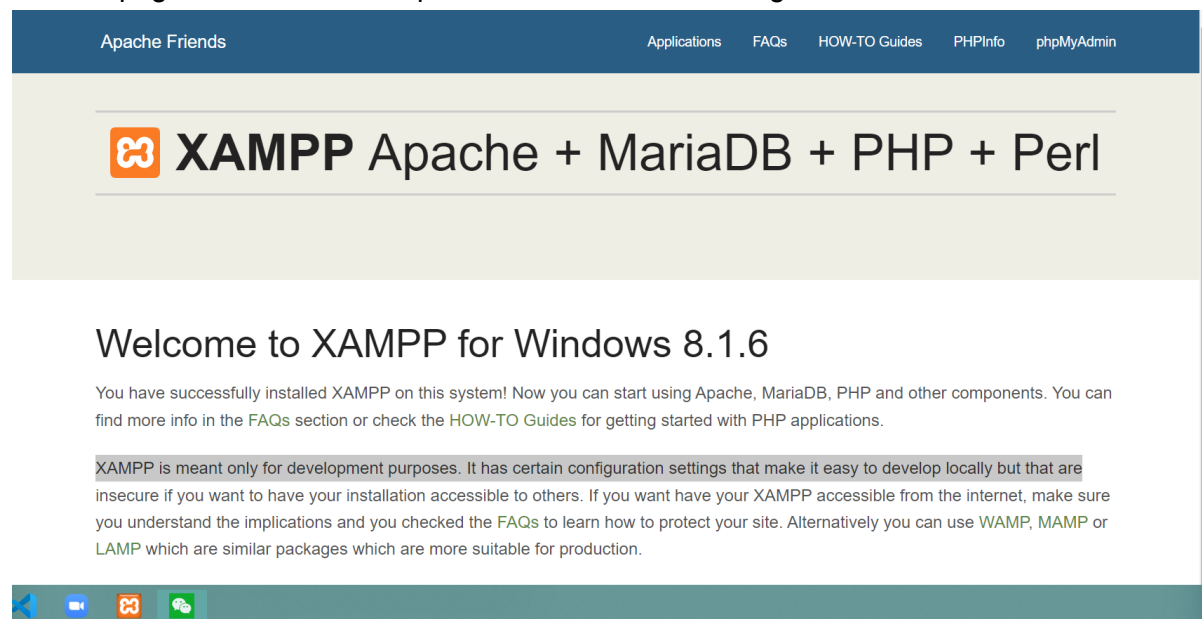 Apache Friends
Applications FAQs HOW-TO Guides PHPInfo phpMyAdmin
XAMPP Apache + MariaDB + PHP + Perl
Welcome to XAMPP for Windows 8.1.6
You have successfully installed XAMPP on this system! Now you can start using Apache, MariaDB, PHP and other components. You can
find more info in the FAQs section or check the HOW-TO Guides for getting started with PHP applications.
XAMPP is meant only for development purposes. It has certain configuration settings that make it easy to develop locally but that are
insecure if you want to have your installation accessible to others. If you want have your XAMPP accessible from the internet, make sure
you understand the implications and you checked the FAQs to learn how to protect your site. Alternatively you can use WAMP, MAMP or
LAMP which are similar packages which are more suitable for production.